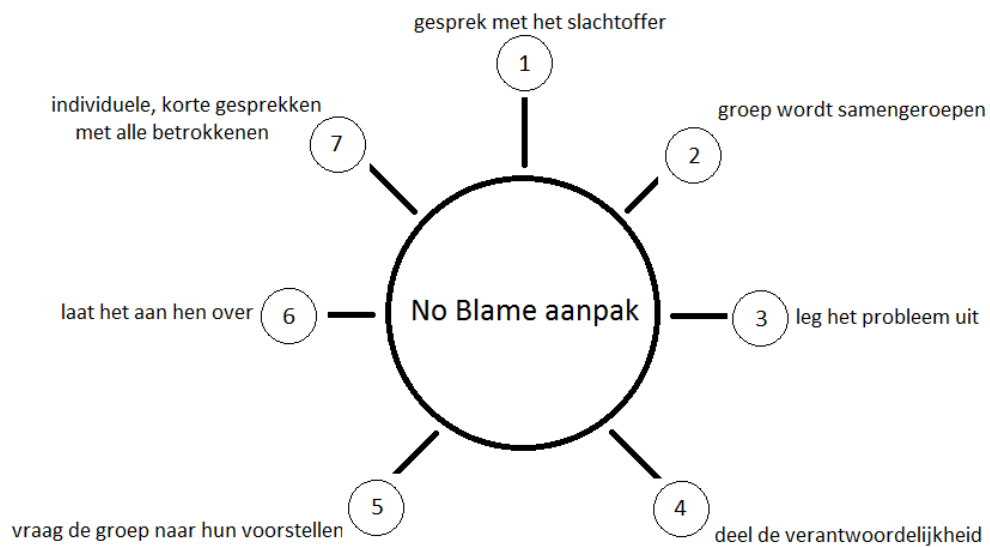 gesprek met het slachtoffer
1
groep wordt samengeroepen
2
3
leg het probleem uit
4
deel de verantwoordelijkheid
5
vraag de groep naar hun voorstellen
6
laat het aan hen over
7
individuele, korte gesprekken
met alle betrokkenen
No Blame aanpak